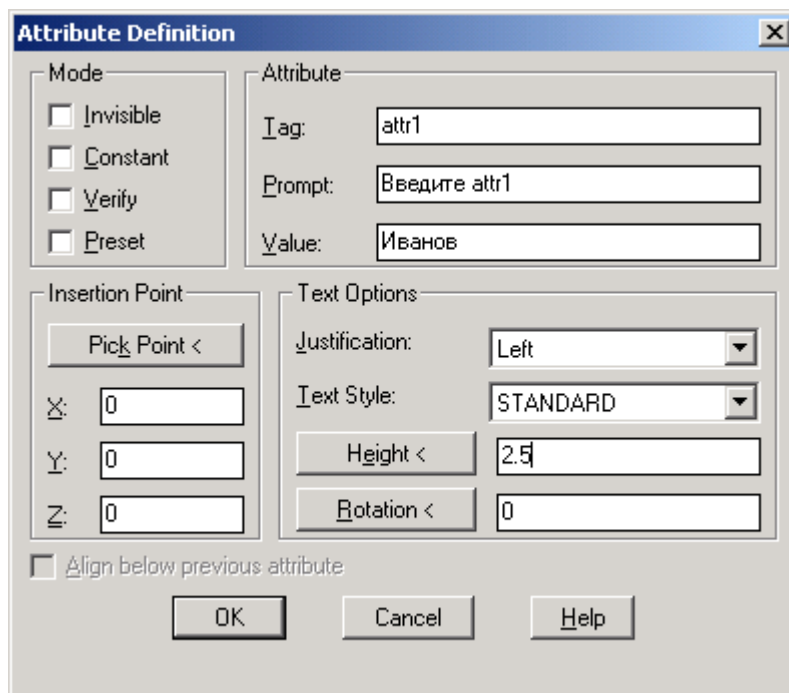 Attribute Definition
Mode
Invisible
Constant
Verify
Preset
Attribute
Tag: attr1
Prompt: Введите attr1
Value: Иванов
Insertion Point
Pick Point <
X: 0
Y: 0
Z: 0
Text Options
Justification: Left
Text Style: STANDARD
Height < 2.5
Rotation < 0
Align below previous attribute
OK Cancel Help